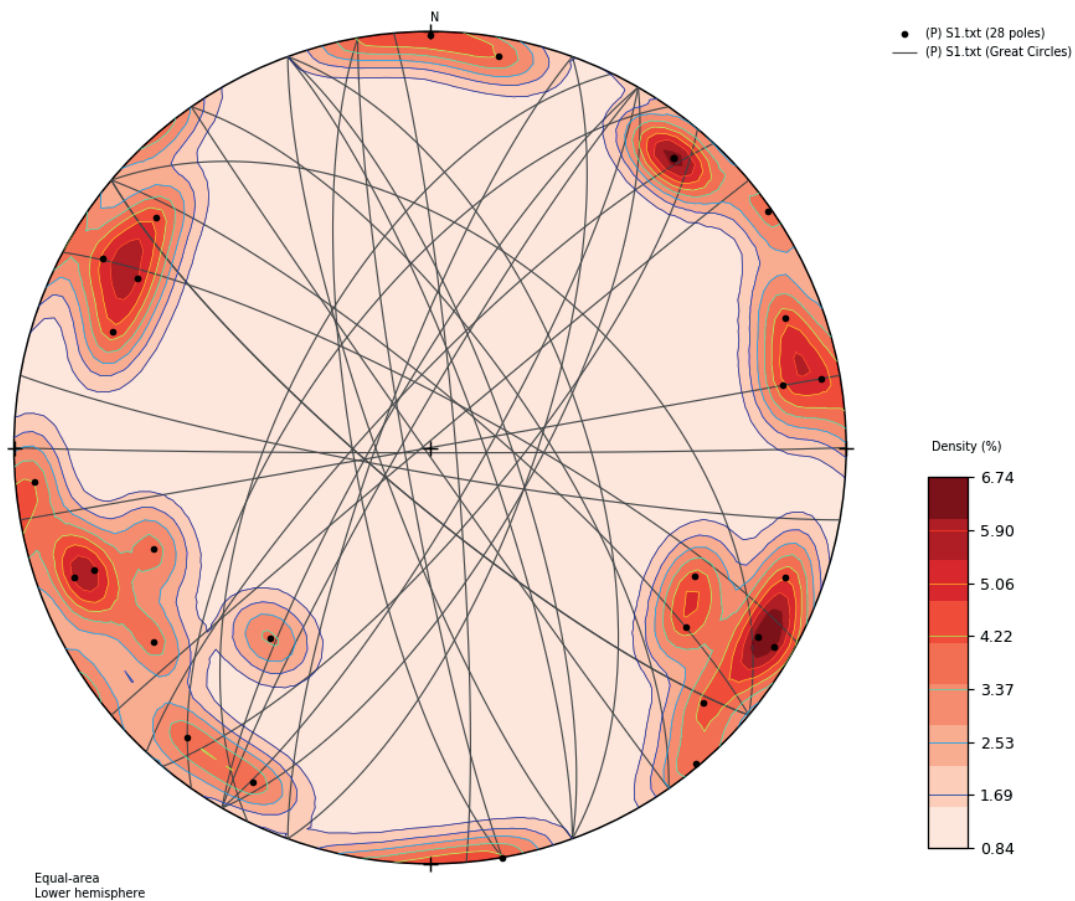 N
(P) S1.txt (28 poles)
(P) S1.txt (Great Circles)
Density (%)
6.74
5.90
5.06
4.22
3.37
2.53
1.69
0.84
Equal-area
Lower hemisphere